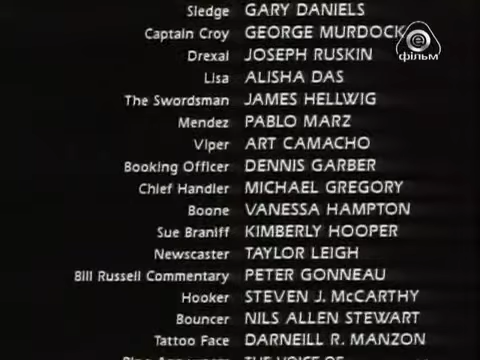 Sledge GARY DANIELS
Captain Croy GEORGE MURDOCK
Drexal JOSEPH RUSKIN
Lisa ALISHA DAS
The Swordsman JAMES HELLWIG
Mendez PABLO MARZ
Viper ART CAMACHO
Booking Officer DENNIS GARBER
Chief Handler MICHAEL GREGORY
Boone VANESSA HAMPTON
Sue Braniff KIMBERLY HOOPER
Newscaster TAYLOR LEIGH
Bill Russell Commentary PETER GONNEAU
Hooker STEVEN J. McCARTHY
Bouncer NILS ALLEN STEWART
Tattoo Face DARNEILL R. MANZON
THE VOICE OF
е
фільм